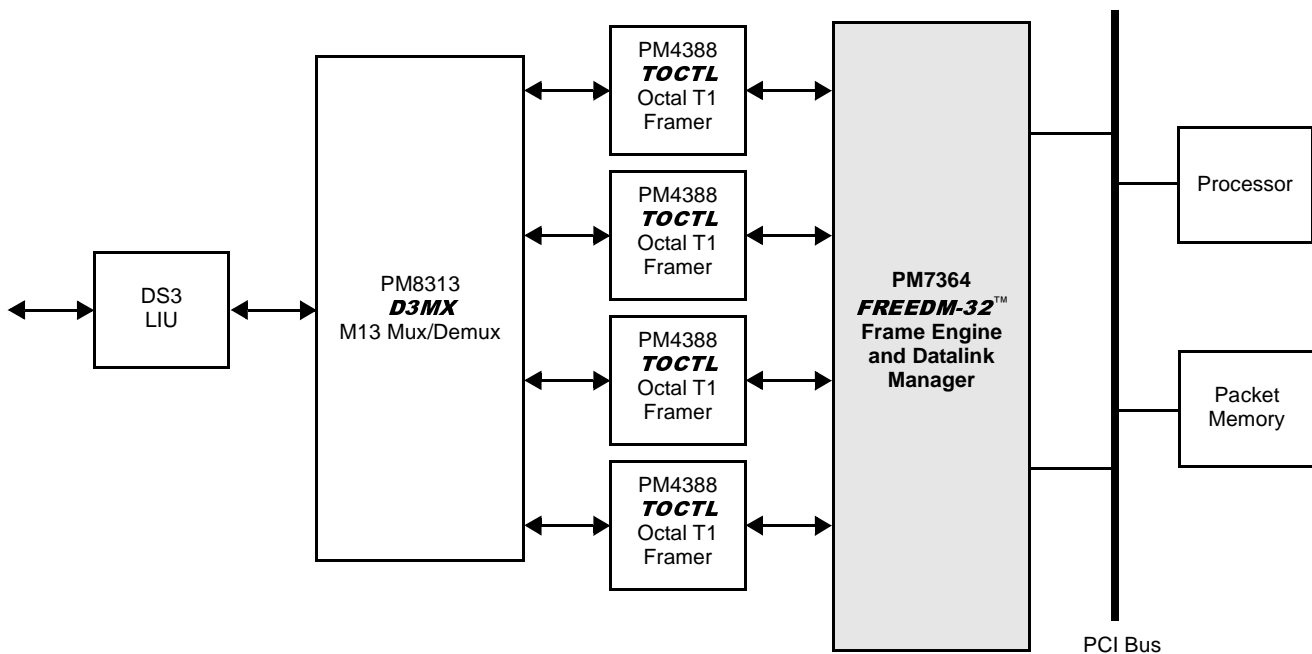 DS3
LIU
PM8313
D3MX
M13 Mux/Demux
PM4388
TOCTL
Octal T1
Framer
PM4388
TOCTL
Octal T1
Framer
PM4388
TOCTL
Octal T1
Framer
PM4388
TOCTL
Octal T1
Framer
PM7364
FREEDM-32™
Frame Engine
and Datalink
Manager
Processor
Packet
Memory
PCI Bus